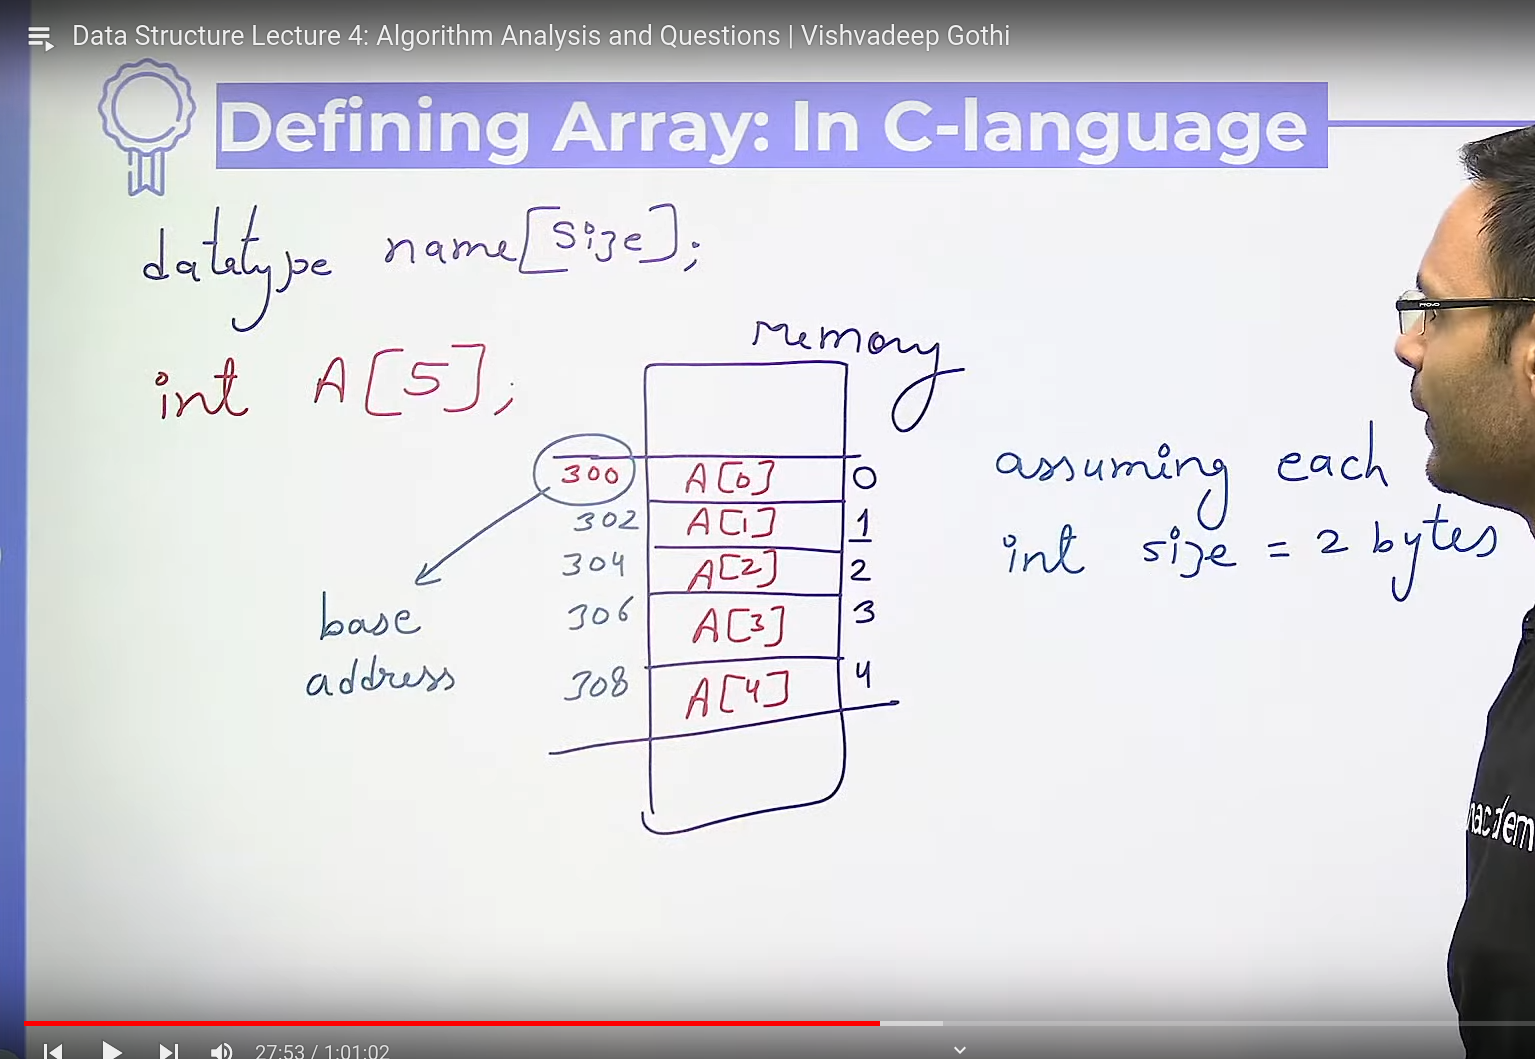 Data Structure Lecture 4: Algorithm Analysis and Questions | Vishvadeep Gothi
Defining Array: In C-language
datatype name[size];
int A[5];
Memory
300 A[0] 0
302 A[1] 1
304 A[2] 2
306 A[3] 3
308 A[4] 4
base
address
assuming each
int size = 2 bytes
27:53 / 1:01:02